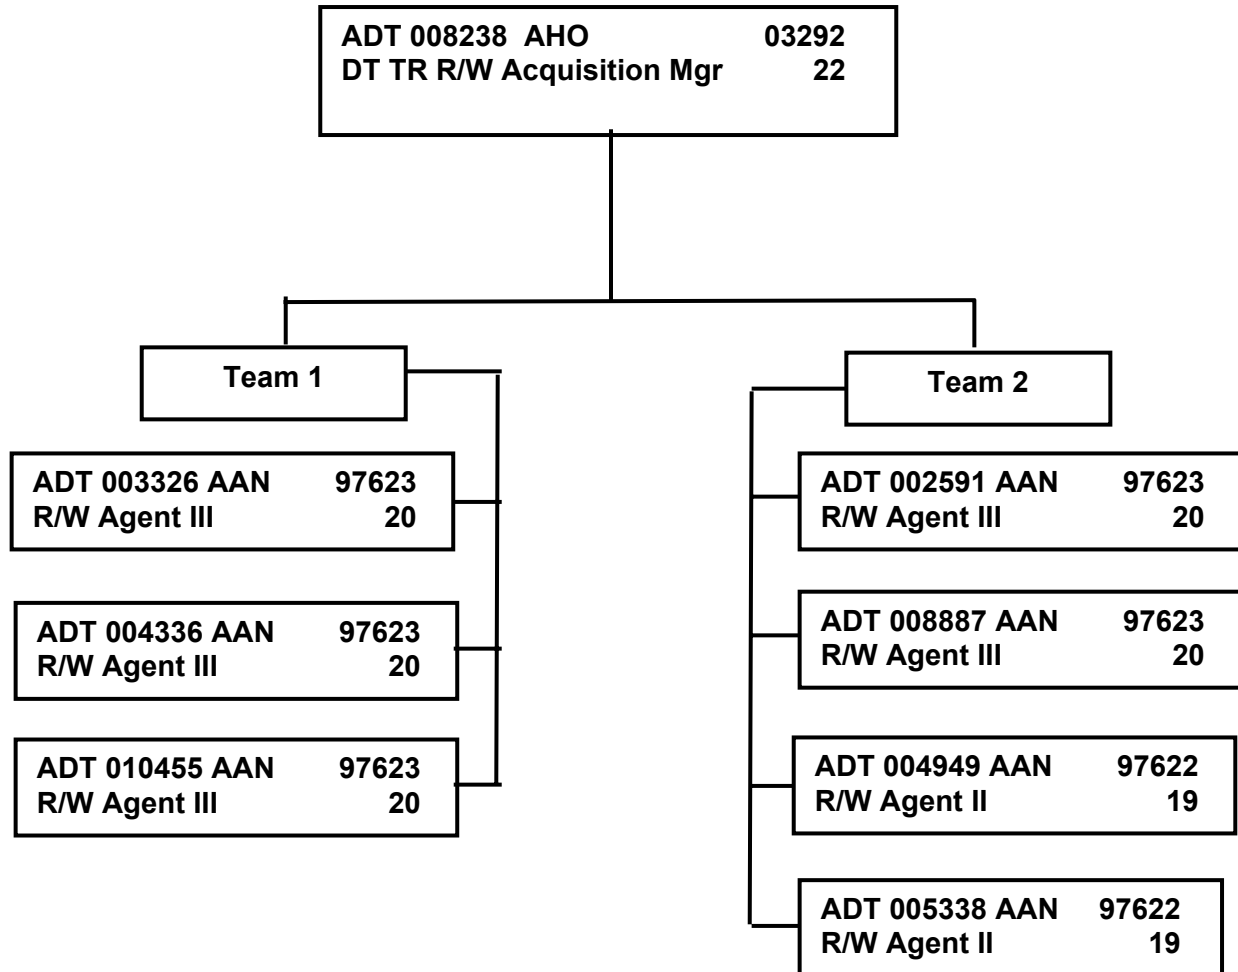 ADT 008238 AHO 03292
DT TR R/W Acquisition Mgr 22
Team 1
ADT 003326 AAN 97623
R/W Agent III 20
ADT 004336 AAN 97623
R/W Agent III 20
ADT 010455 AAN 97623
R/W Agent III 20
Team 2
ADT 002591 AAN 97623
R/W Agent III 20
ADT 008887 AAN 97623
R/W Agent III 20
ADT 004949 AAN 97622
R/W Agent II 19
ADT 005338 AAN 97622
R/W Agent II 19